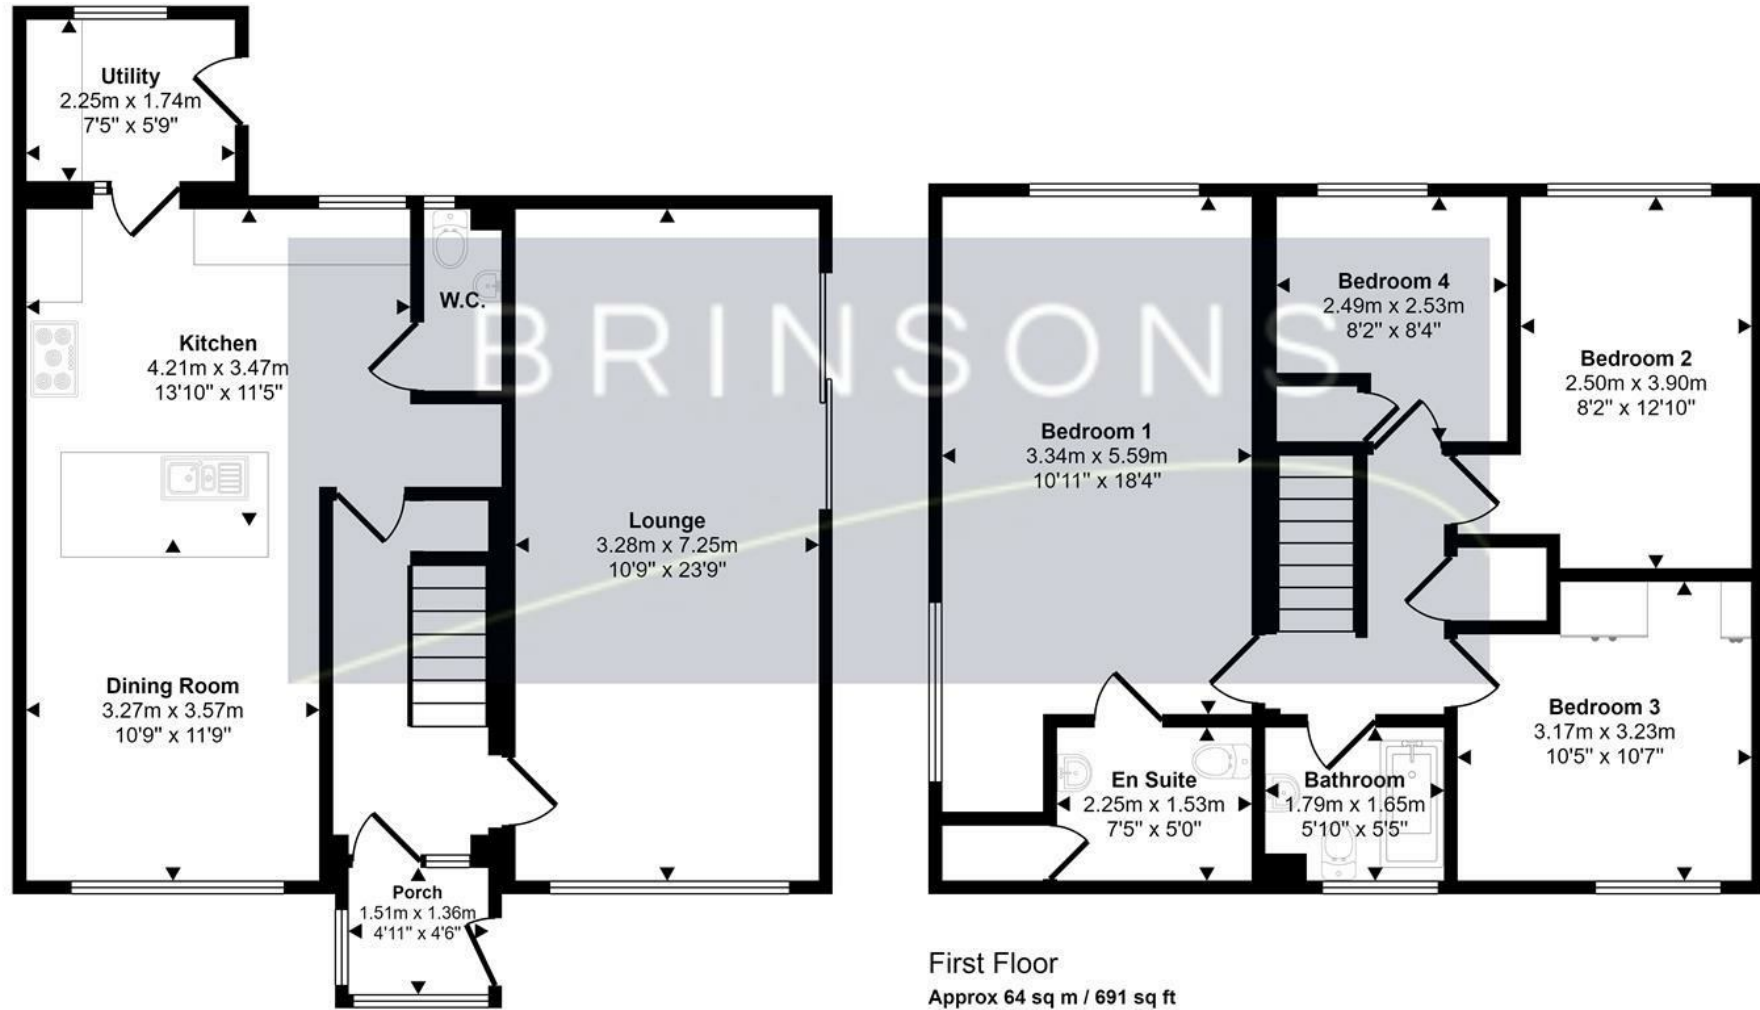 Utility
2.25m x 1.74m
7'5" x 5'9"
W.C.
Kitchen
4.21m x 3.47m
13'10" x 11'5"
Lounge
3.28m x 7.25m
10'9" x 23'9"
Dining Room
3.27m x 3.57m
10'9" x 11'9"
Porch
1.51m x 1.36m
4'11" x 4'6"
BRINSONS
Bedroom 4
2.49m x 2.53m
8'2" x 8'4"
Bedroom 2
2.50m x 3.90m
8'2" x 12'10"
Bedroom 1
3.34m x 5.59m
10'11" x 18'4"
Bedroom 3
3.17m x 3.23m
10'5" x 10'7"
En Suite
2.25m x 1.53m
7'5" x 5'0"
Bathroom
1.79m x 1.65m
5'10" x 5'5"
First Floor
Approx 64 sq m / 691 sq ft